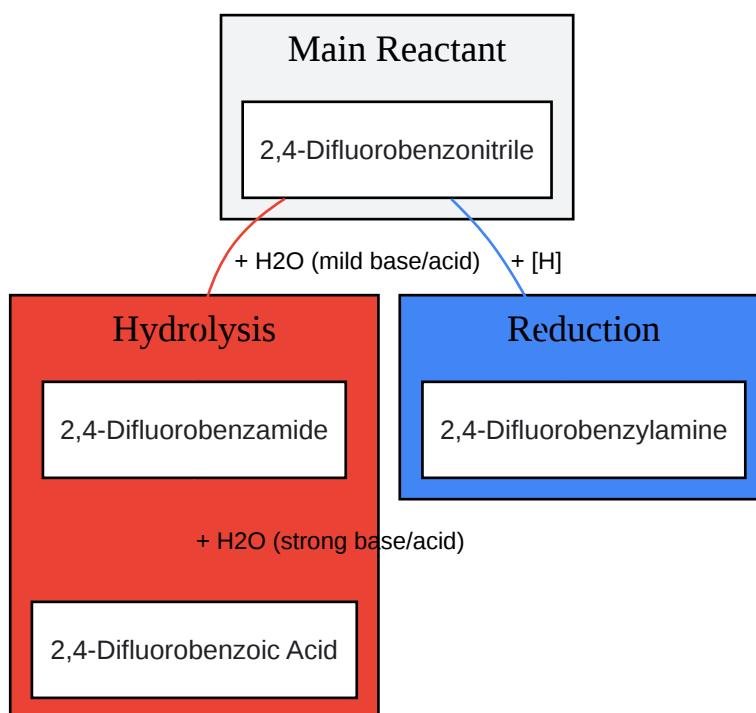 Main Reactant
2,4-Difluorobenzonitrile
+ H2O (mild base/acid)
+ [H]
Hydrolysis
Reduction
2,4-Difluorobenzamide
2,4-Difluorobenzylamine
+ H2O (strong base/acid)
2,4-Difluorobenzoic Acid